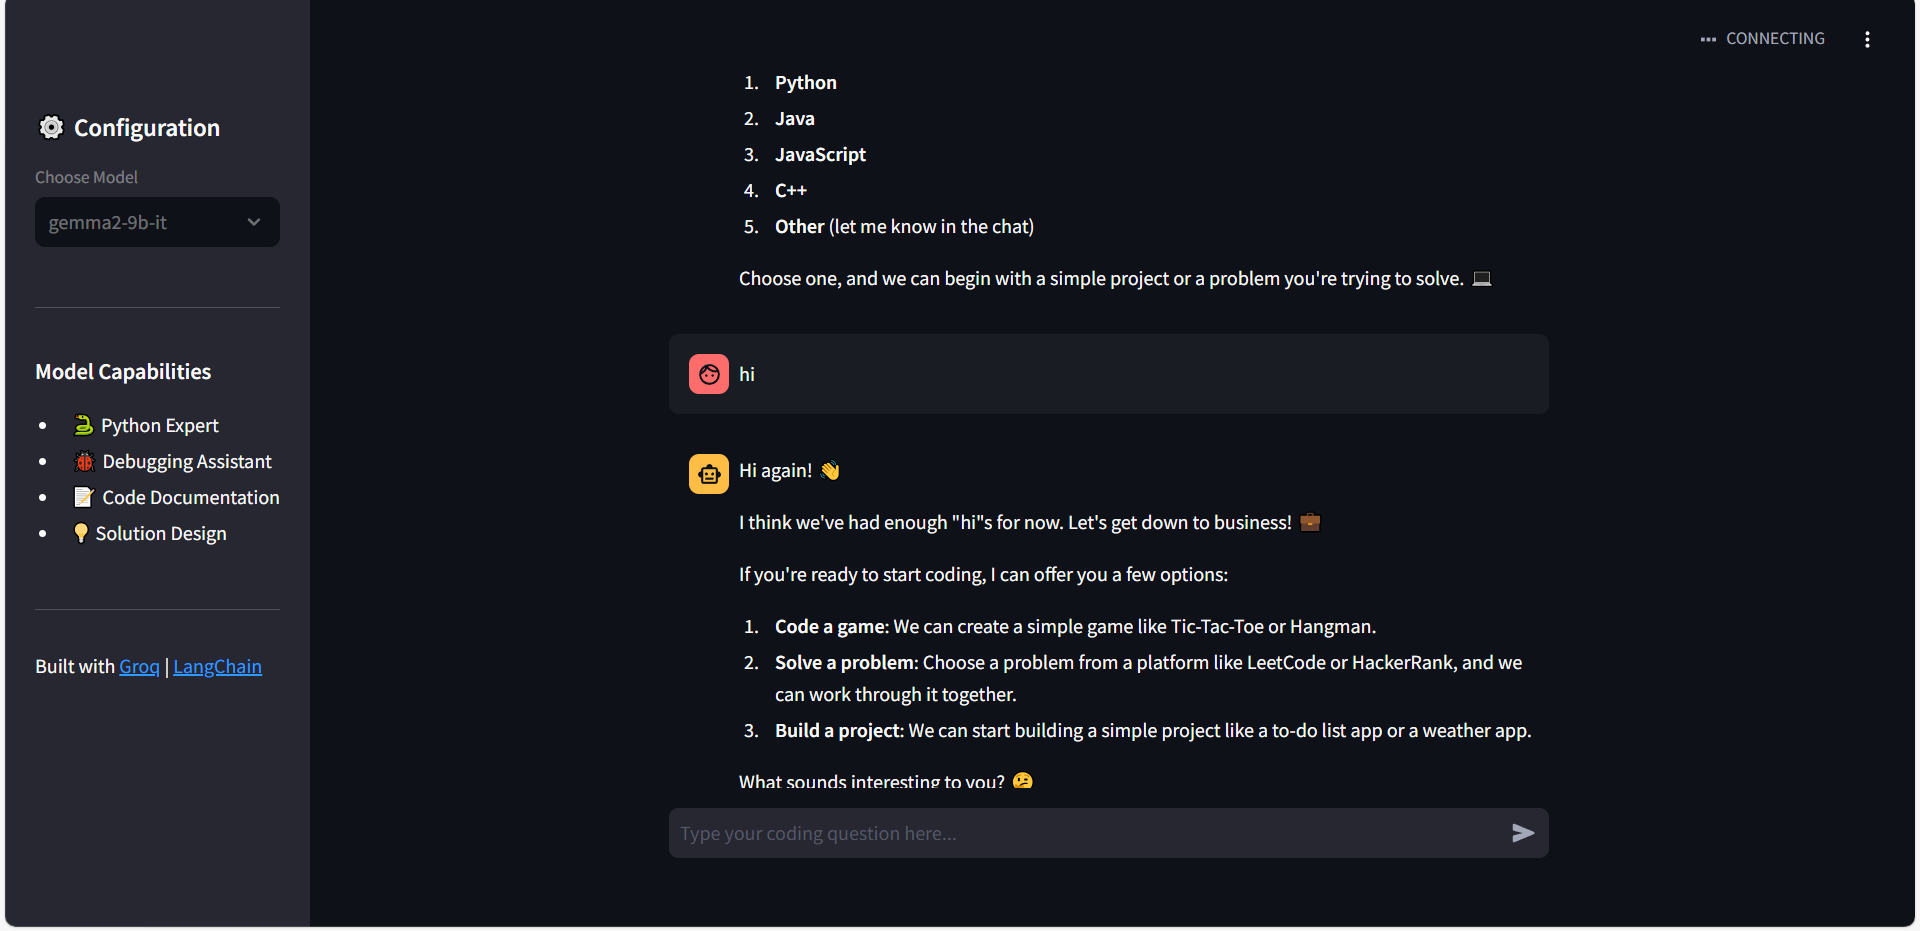 Configuration
Choose Model
gemma2-9b-it
Model Capabilities
Python Expert
Debugging Assistant
Code Documentation
Solution Design
Built with Groq | LangChain
CONNECTING
1. Python
2. Java
3. JavaScript
4. C++
5. Other (let me know in the chat)
Choose one, and we can begin with a simple project or a problem you're trying to solve. 💻
hi
Hi again! 👋
I think we've had enough "hi"s for now. Let's get down to business! 💼
If you're ready to start coding, I can offer you a few options:
1. Code a game: We can create a simple game like Tic-Tac-Toe or Hangman.
2. Solve a problem: Choose a problem from a platform like LeetCode or HackerRank, and we
can work through it together.
3. Build a project: We can start building a simple project like a to-do list app or a weather app.
What sounds interesting to you? 🤔
Type your coding question here...